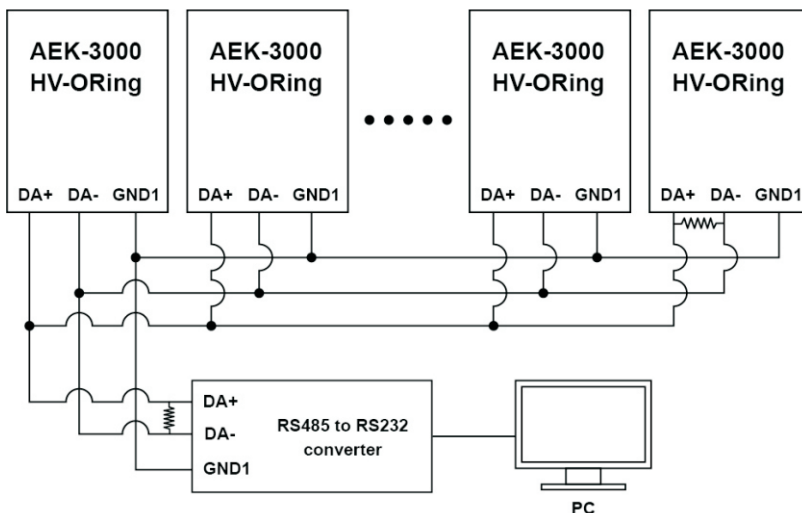 AEK-3000
HV-ORing
DA+ DA- GND1
AEK-3000
HV-ORing
DA+ DA- GND1
AEK-3000
HV-ORing
DA+ DA- GND1
AEK-3000
HV-ORing
DA+ DA- GND1
DA+
DA-
GND1
RS485 to RS232
converter
PC